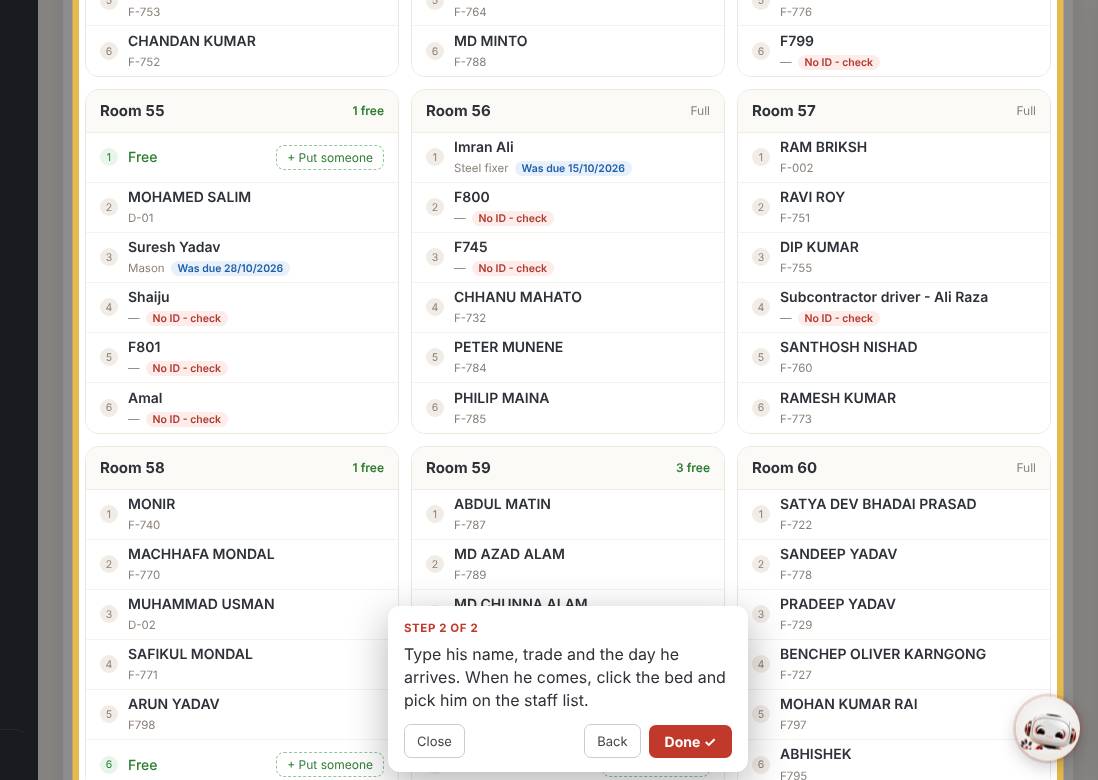 5
F-753
6
CHANDAN KUMAR
F-752
5
F-764
6
MD MINTO
F-788
5
F-776
6
F799
— No ID - check
Room 55
1 free
1
Free
+ Put someone
2
MOHAMED SALIM
D-01
3
Suresh Yadav
Mason Was due 28/10/2026
4
Shaiju
— No ID - check
5
F801
— No ID - check
6
Amal
— No ID - check
Room 56
Full
1
Imran Ali
Steel fixer Was due 15/10/2026
2
F800
— No ID - check
3
F745
— No ID - check
4
CHHANU MAHATO
F-732
5
PETER MUNENE
F-784
6
PHILIP MAINA
F-785
Room 57
Full
1
RAM BRIKSH
F-002
2
RAVI ROY
F-751
3
DIP KUMAR
F-755
4
Subcontractor driver - Ali Raza
— No ID - check
5
SANTHOSH NISHAD
F-760
6
RAMESH KUMAR
F-773
Room 58
1 free
1
MONIR
F-740
2
MACHHAFA MONDAL
F-770
3
MUHAMMAD USMAN
D-02
4
SAFIKUL MONDAL
F-771
5
ARUN YADAV
F798
6
Free
+ Put someone
Room 59
3 free
1
ABDUL MATIN
F-787
2
MD AZAD ALAM
F-789
MD CHUNNA ALAM
Room 60
Full
1
SATYA DEV BHADAI PRASAD
F-722
2
SANDEEP YADAV
F-778
3
PRADEEP YADAV
F-729
4
BENCHEP OLIVER KARNGONG
F-727
5
MOHAN KUMAR RAI
F797
6
ABHISHEK
F795
STEP 2 OF 2
Type his name, trade and the day he
arrives. When he comes, click the bed and
pick him on the staff list.
Close
Back
Done ✓